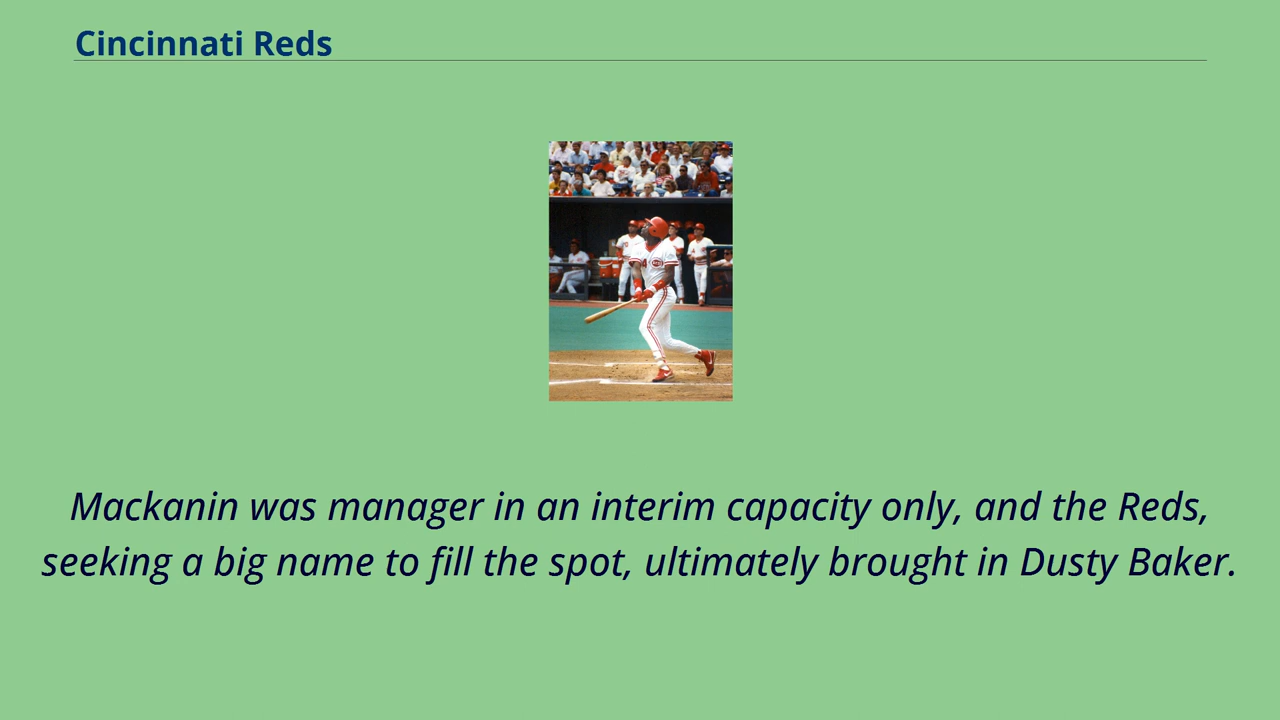 Cincinnati Reds
Mackanin was manager in an interim capacity only, and the Reds,
seeking a big name to fill the spot, ultimately brought in Dusty Baker.